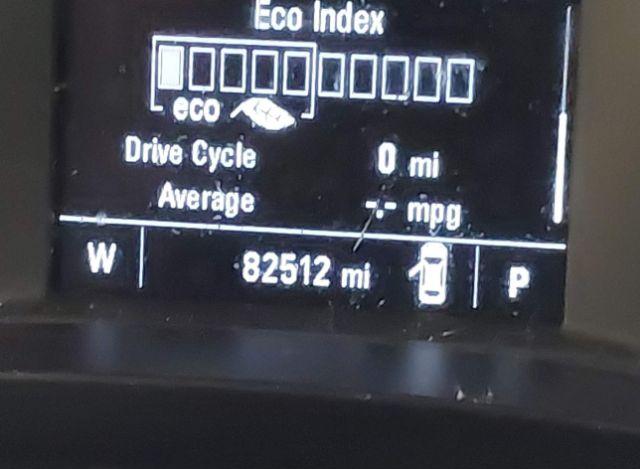 Eco Index
eco
Drive Cycle 0 mi
Average -.- mpg
W 82512 mi P